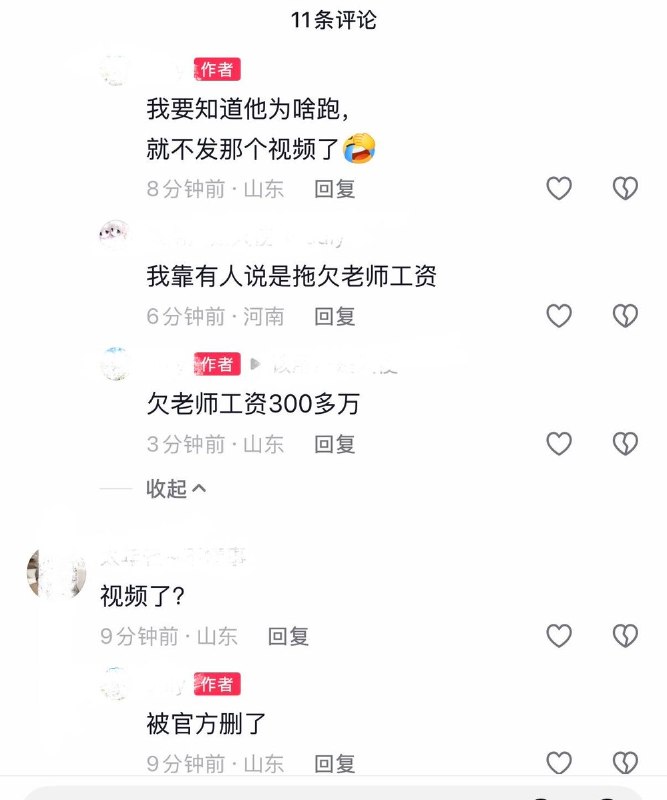 11条评论
作者
我要知道他为啥跑,
就不发那个视频了🤣
8分钟前 · 山东 回复
我靠有人说是拖欠老师工资
6分钟前 · 河南 回复
作者
欠老师工资300多万
3分钟前 · 山东 回复
收起
视频了?
9分钟前 · 山东 回复
作者
被官方删了
9分钟前 · 山东 回复